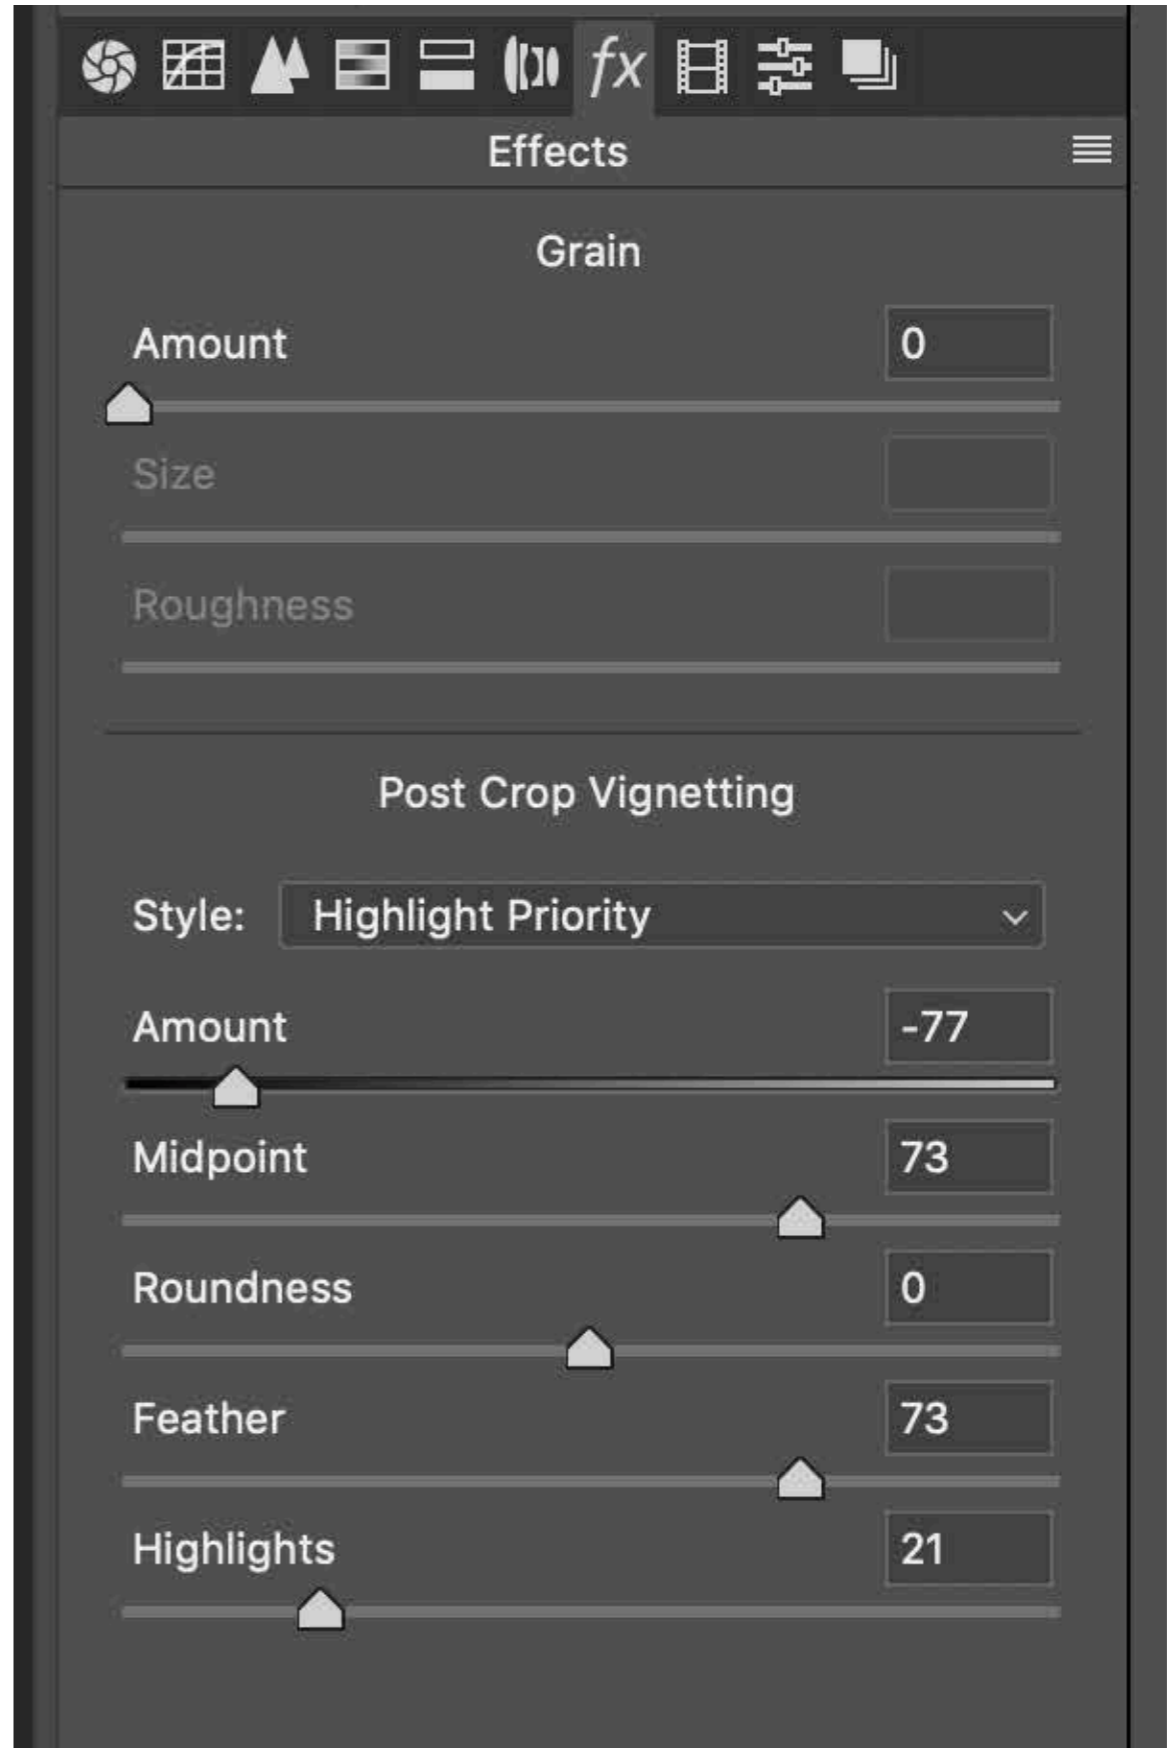 fx
Effects
Grain
Amount 0
Size
Roughness
Post Crop Vignetting
Style: Highlight Priority
Amount -77
Midpoint 73
Roundness 0
Feather 73
Highlights 21